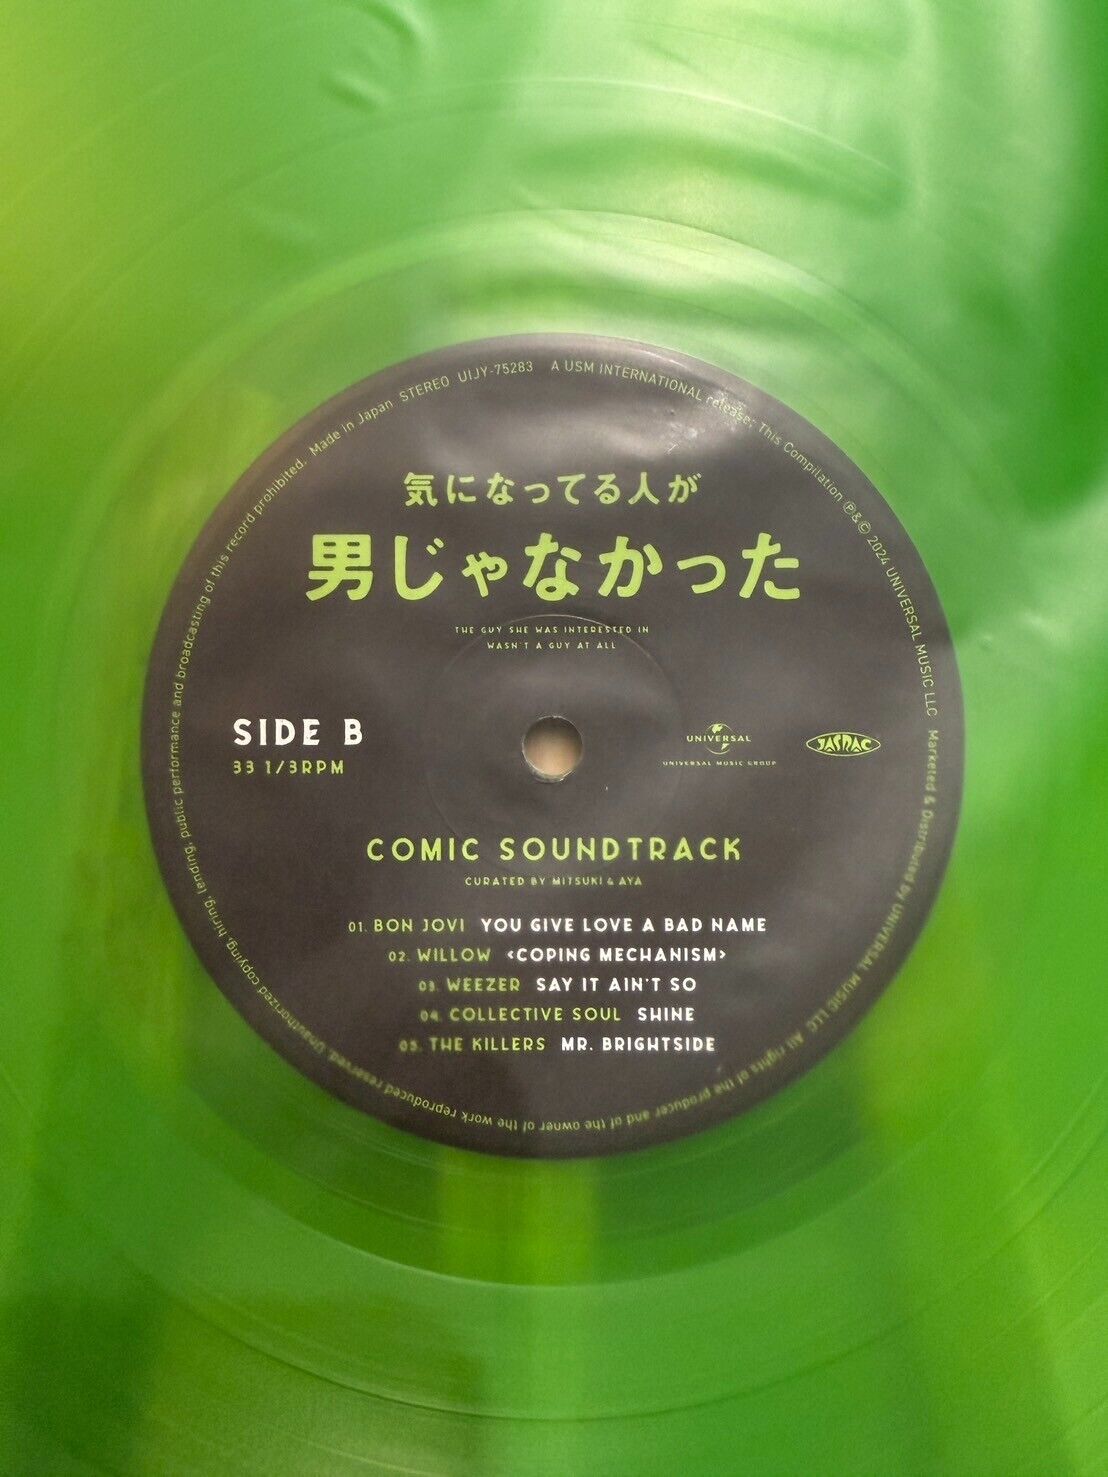 Unauthorized copying, hiring, lending, public performance and broadcasting of this record prohibited. Made in Japan STEREO UIJY-75283 A USM INTERNATIONAL release; This Compilation ℗&© 2024 UNIVERSAL MUSIC LLC Marketed & Distributed by UNIVERSAL MUSIC LLC All rights of the producer and of the owner of the work reproduced reserved.
気になってる人が
男じゃなかった
THE GUY SHE WAS INTERESTED IN
WASN'T A GUY AT ALL
SIDE B
33 1/3RPM
UNIVERSAL
UNIVERSAL MUSIC GROUP
JASRAC
COMIC SOUNDTRACK
CURATED BY MITSUKI & AYA
01. BON JOVI YOU GIVE LOVE A BAD NAME
02. WILLOW <COPING MECHANISM>
03. WEEZER SAY IT AIN'T SO
04. COLLECTIVE SOUL SHINE
05. THE KILLERS MR. BRIGHTSIDE